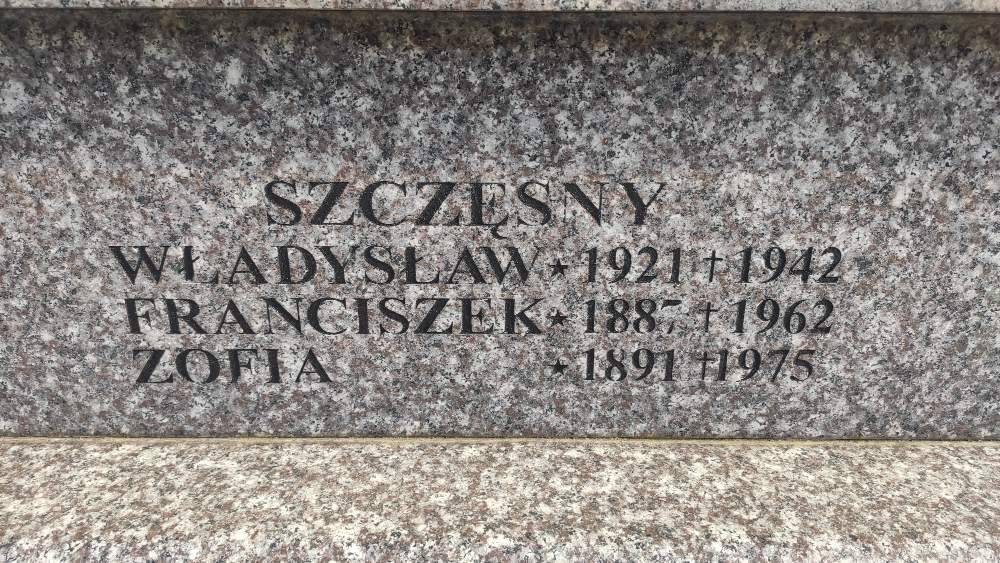 SZCZĘSNY
WŁADYSŁAW ★ 1921 † 1942
FRANCISZEK ★ 1887 † 1962
ZOFIA ★ 1891 † 1975